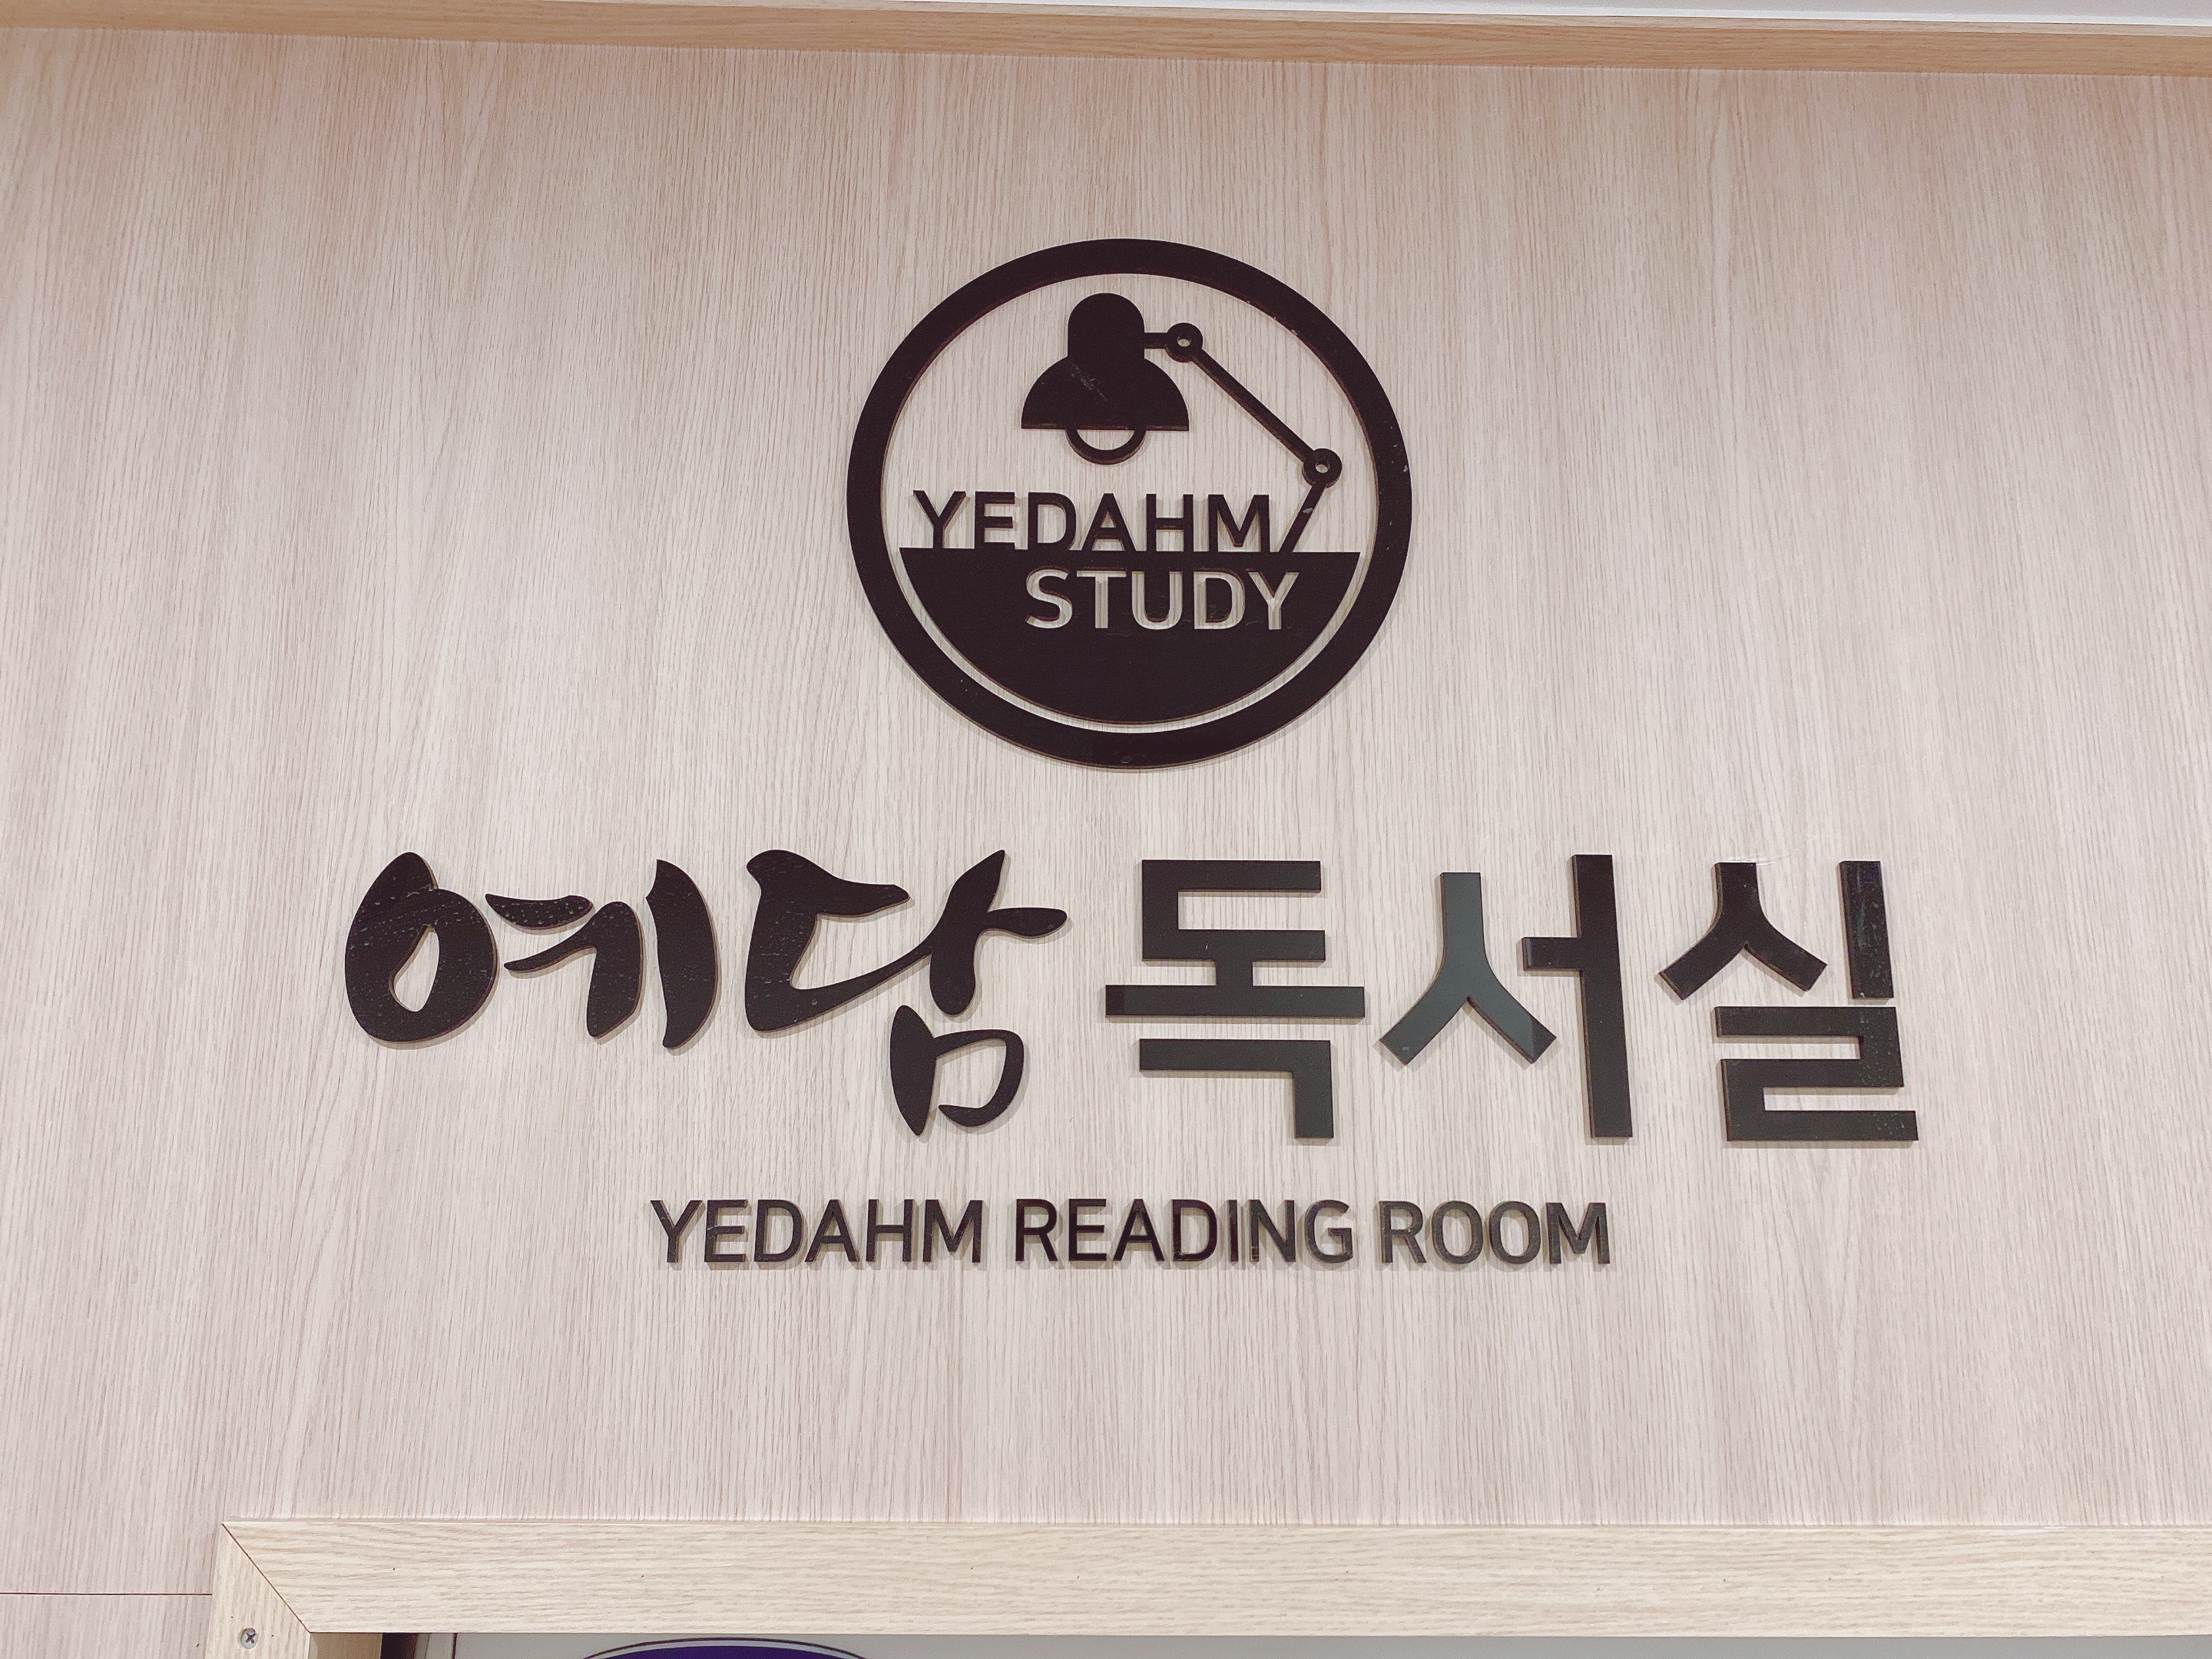 YEDAHM
STUDY
예담 독서실
YEDAHM READING ROOM